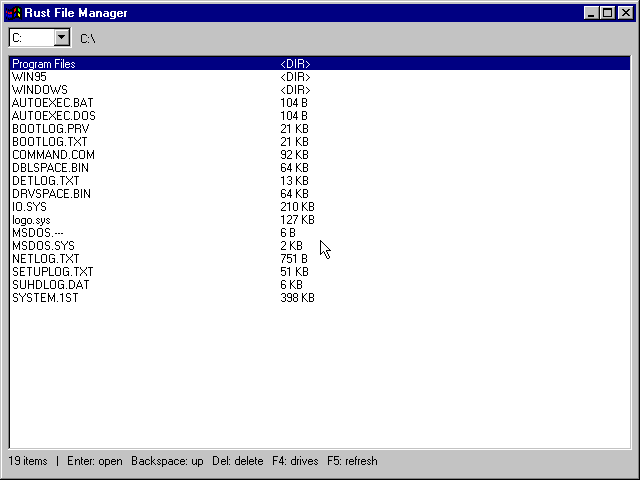 Rust File Manager
C: C:\
Program Files <DIR>
WIN95 <DIR>
WINDOWS <DIR>
AUTOEXEC.BAT 104 B
AUTOEXEC.DOS 104 B
BOOTLOG.PRV 21 KB
BOOTLOG.TXT 21 KB
COMMAND.COM 92 KB
DBLSPACE.BIN 64 KB
DETLOG.TXT 13 KB
DRVSPACE.BIN 64 KB
IO.SYS 210 KB
logo.sys 127 KB
MSDOS.--- 6 B
MSDOS.SYS 2 KB
NETLOG.TXT 751 B
SETUPLOG.TXT 51 KB
SUHDLOG.DAT 6 KB
SYSTEM.1ST 398 KB
19 items | Enter: open Backspace: up Del: delete F4: drives F5: refresh